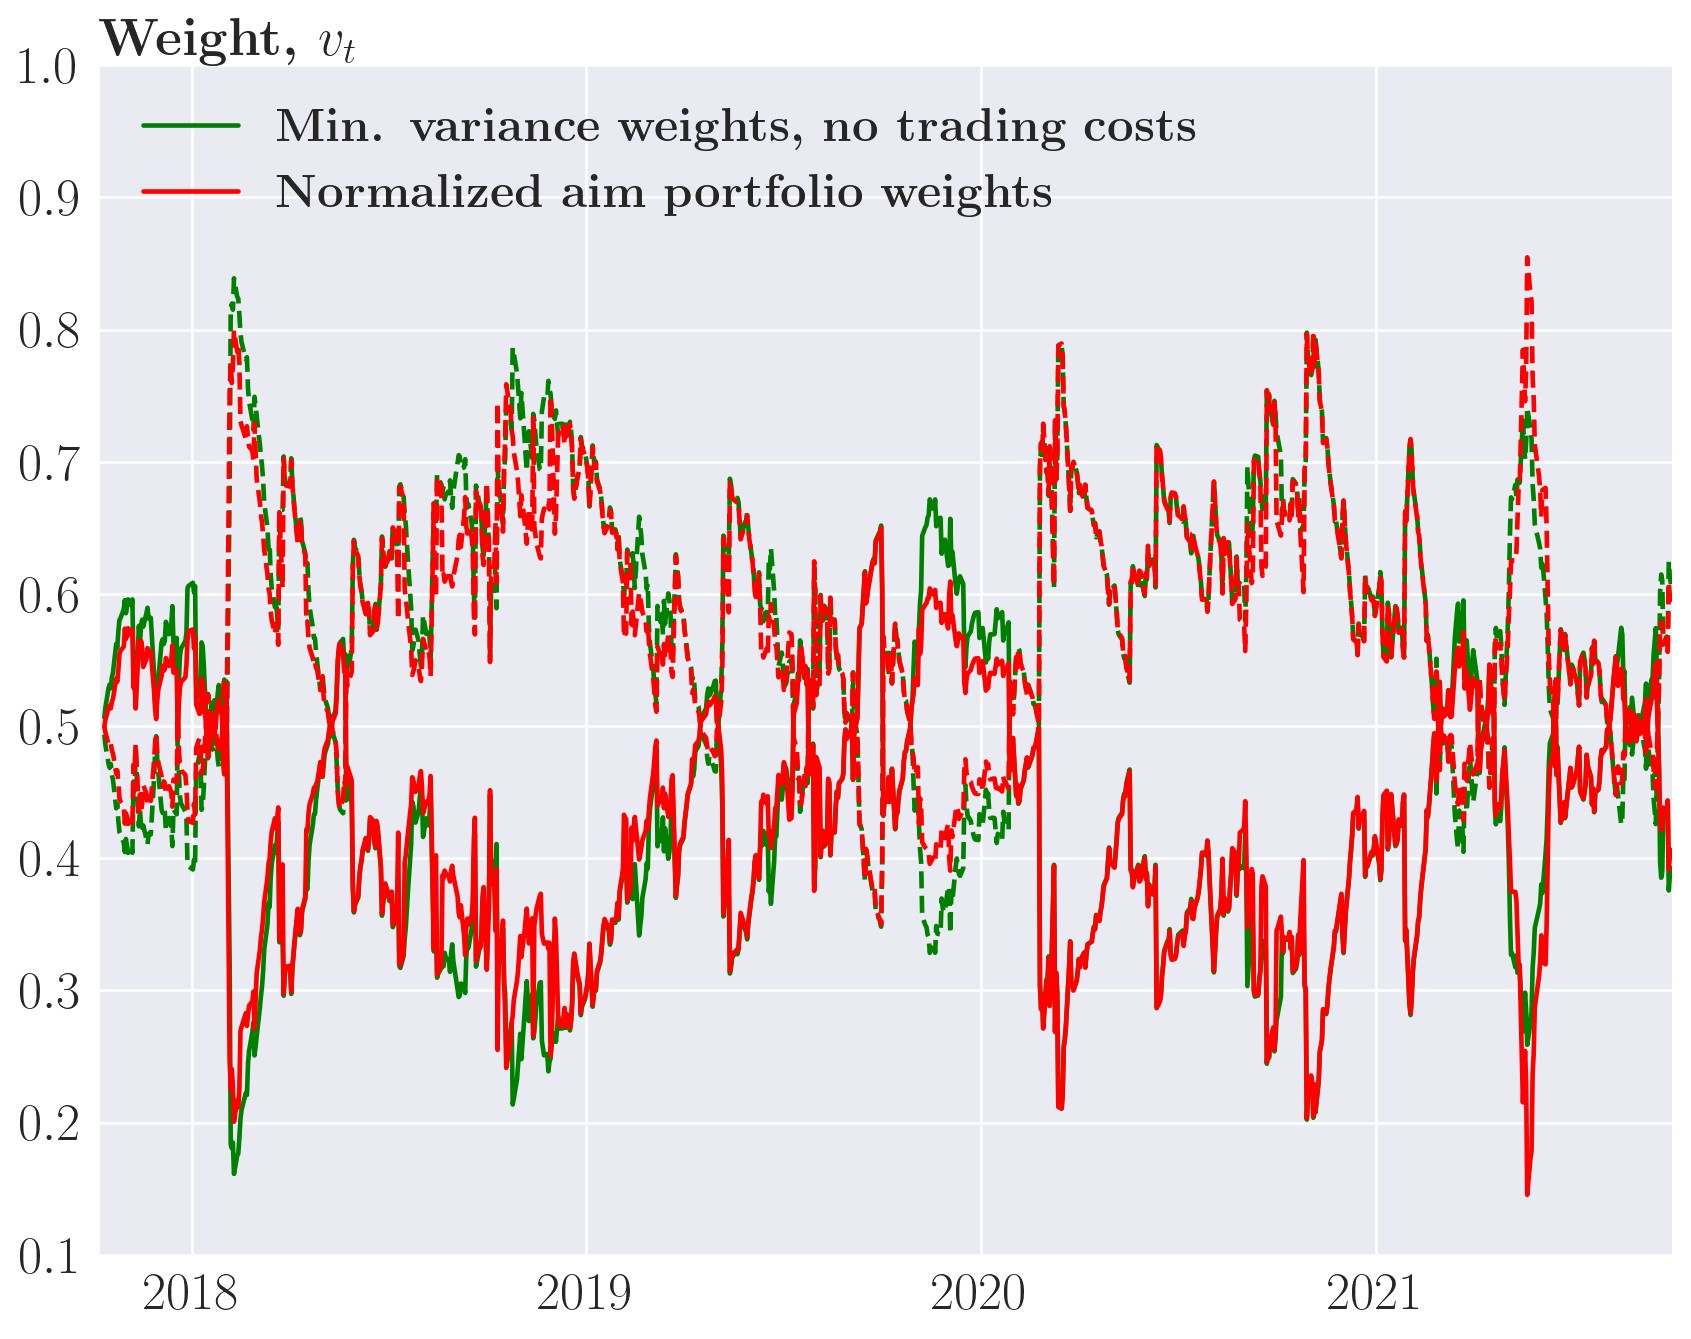 Weight, v_t
1.0
Min. variance weights, no trading costs
0.9
Normalized aim portfolio weights
0.8
0.7
0.6
0.5
0.4
0.3
0.2
0.1
2018 2019 2020 2021